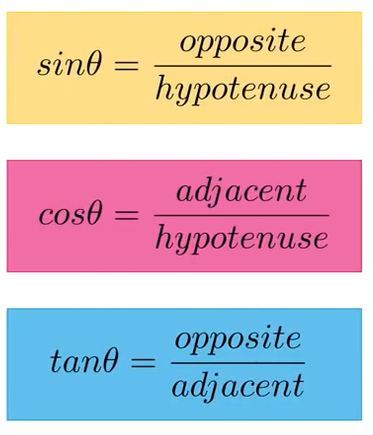 sinθ = opposite / hypotenuse
cosθ = adjacent / hypotenuse
tanθ = opposite / adjacent